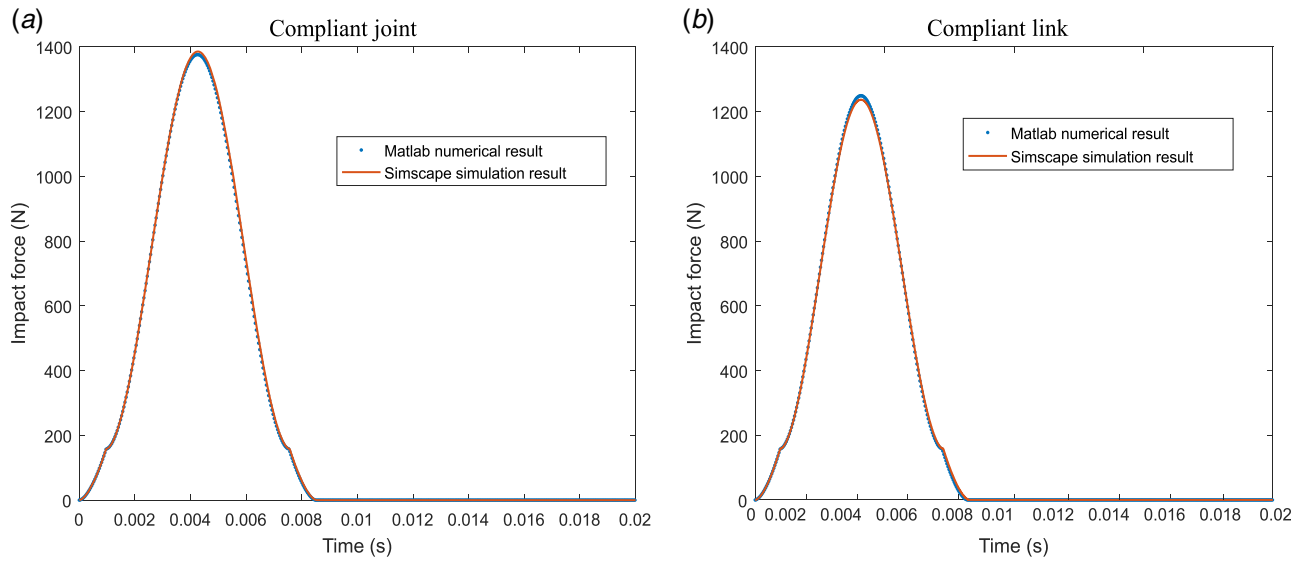 (a)
Compliant joint
1400
1200
1000
800
600
400
200
0
Impact force (N)
Matlab numerical result
Simscape simulation result
0 0.002 0.004 0.006 0.008 0.01 0.012 0.014 0.016 0.018 0.02
Time (s)
(b)
Compliant link
1400
1200
1000
800
600
400
200
0
Impact force (N)
Matlab numerical result
Simscape simulation result
0 0.002 0.004 0.006 0.008 0.01 0.012 0.014 0.016 0.018 0.02
Time (s)